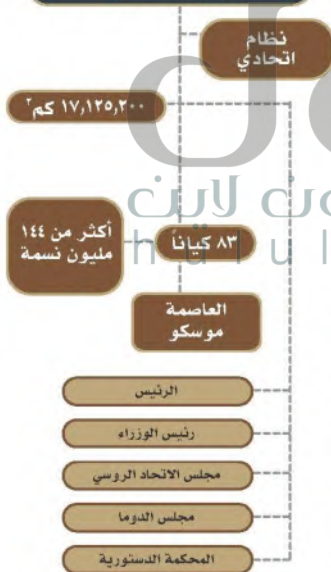 نظام
اتحادي
١٧,١٢٥,٢٠٠ كم٢
٨٣ كياناً
أكثر من ١٤٤
مليون نسمة
العاصمة
موسكو
الرئيس
رئيس الوزراء
مجلس الاتحاد الروسي
مجلس الدوما
المحكمة الدستورية